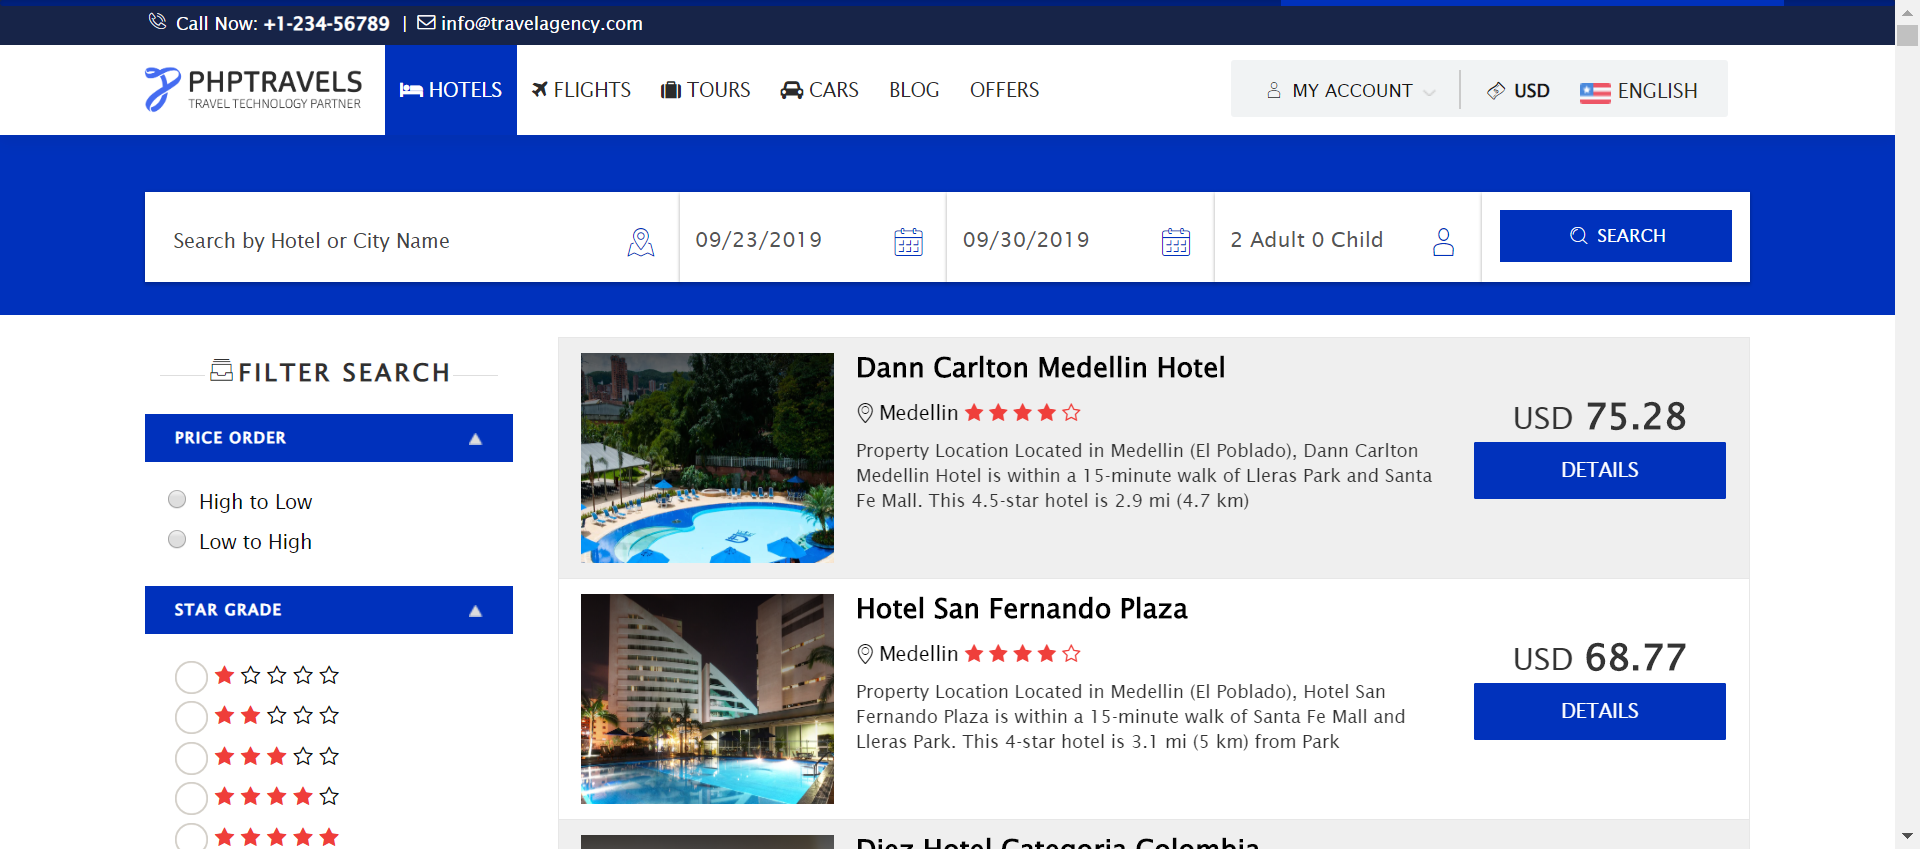 Call Now: +1-234-56789 | info@travelagency.com
PHPTRAVELS
TRAVEL TECHNOLOGY PARTNER
HOTELS FLIGHTS TOURS CARS BLOG OFFERS
MY ACCOUNT USD ENGLISH
Search by Hotel or City Name 09/23/2019 09/30/2019 2 Adult 0 Child SEARCH
FILTER SEARCH
PRICE ORDER
High to Low
Low to High
STAR GRADE
Dann Carlton Medellin Hotel
Medellin
Property Location Located in Medellin (El Poblado), Dann Carlton
Medellin Hotel is within a 15-minute walk of Lleras Park and Santa
Fe Mall. This 4.5-star hotel is 2.9 mi (4.7 km)
USD 75.28
DETAILS
Hotel San Fernando Plaza
Medellin
Property Location Located in Medellin (El Poblado), Hotel San
Fernando Plaza is within a 15-minute walk of Santa Fe Mall and
Lleras Park. This 4-star hotel is 3.1 mi (5 km) from Park
USD 68.77
DETAILS
Diez Hotel Categoria Colombia